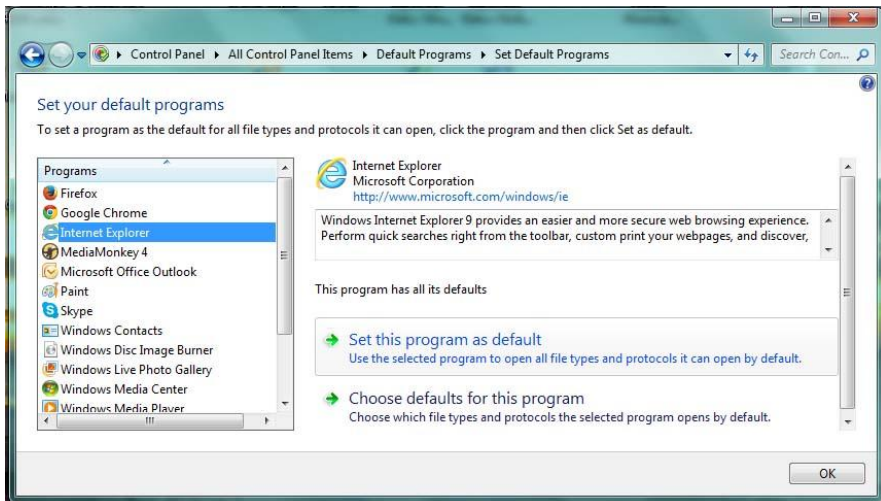 Control Panel ▸ All Control Panel Items ▸ Default Programs ▸ Set Default Programs
Search Con...
Set your default programs
To set a program as the default for all file types and protocols it can open, click the program and then click Set as default.
Programs
Firefox
Google Chrome
Internet Explorer
MediaMonkey 4
Microsoft Office Outlook
Paint
Skype
Windows Contacts
Windows Disc Image Burner
Windows Live Photo Gallery
Windows Media Center
Windows Media Player
Internet Explorer
Microsoft Corporation
http://www.microsoft.com/windows/ie
Windows Internet Explorer 9 provides an easier and more secure web browsing experience.
Perform quick searches right from the toolbar, custom print your webpages, and discover,
This program has all its defaults
Set this program as default
Use the selected program to open all file types and protocols it can open by default.
Choose defaults for this program
Choose which file types and protocols the selected program opens by default.
OK